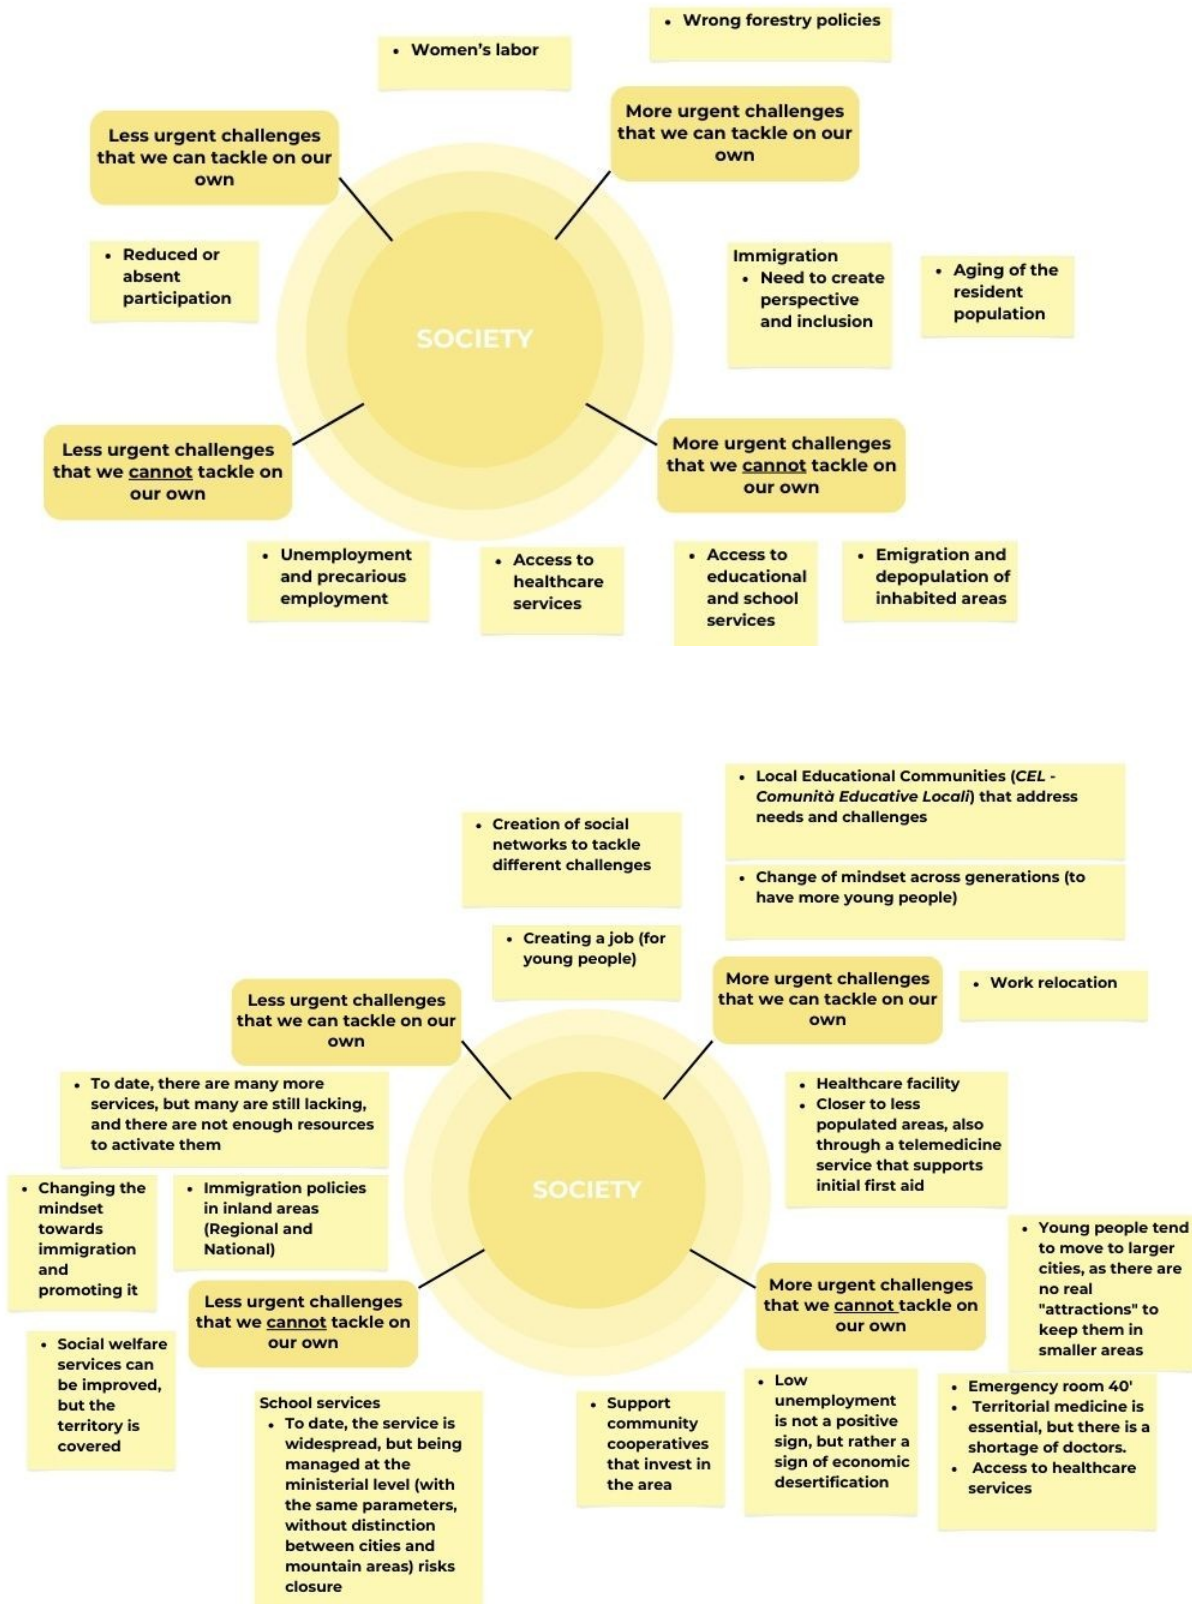 • Wrong forestry policies
• Women's labor
More urgent challenges
that we can tackle on our
own
Less urgent challenges
that we can tackle on our
own
• Reduced or
absent
participation
Immigration
• Need to create
perspective
and inclusion
• Aging of the
resident
population
SOCIETY
Less urgent challenges
that we cannot tackle on
our own
More urgent challenges
that we cannot tackle on
our own
• Unemployment
and precarious
employment
• Access to
healthcare
services
• Access to
educational
and school
services
• Emigration and
depopulation of
inhabited areas
• Local Educational Communities (CEL -
Comunità Educative Locali) that address
needs and challenges
• Creation of social
networks to tackle
different challenges
• Change of mindset across generations (to
have more young people)
• Creating a job (for
young people)
Less urgent challenges
that we can tackle on our
own
More urgent challenges
that we can tackle on our
own
• Work relocation
• To date, there are many more
services, but many are still lacking,
and there are not enough resources
to activate them
• Healthcare facility
• Closer to less
populated areas, also
through a telemedicine
service that supports
initial first aid
• Changing the
mindset
towards
immigration
and
promoting it
• Immigration policies
in inland areas
(Regional and
National)
SOCIETY
• Young people tend
to move to larger
cities, as there are
no real
"attractions" to
keep them in
smaller areas
Less urgent challenges
that we cannot tackle on
our own
More urgent challenges
that we cannot tackle on
our own
• Social welfare
services can
be improved,
but the
territory is
covered
School services
• To date, the service is
widespread, but being
managed at the
ministerial level (with
the same parameters,
without distinction
between cities and
mountain areas) risks
closure
• Support
community
cooperatives
that invest in
the area
• Low
unemployment
is not a positive
sign, but rather a
sign of economic
desertification
• Emergency room 40'
• Territorial medicine is
essential, but there is a
shortage of doctors.
• Access to healthcare
services